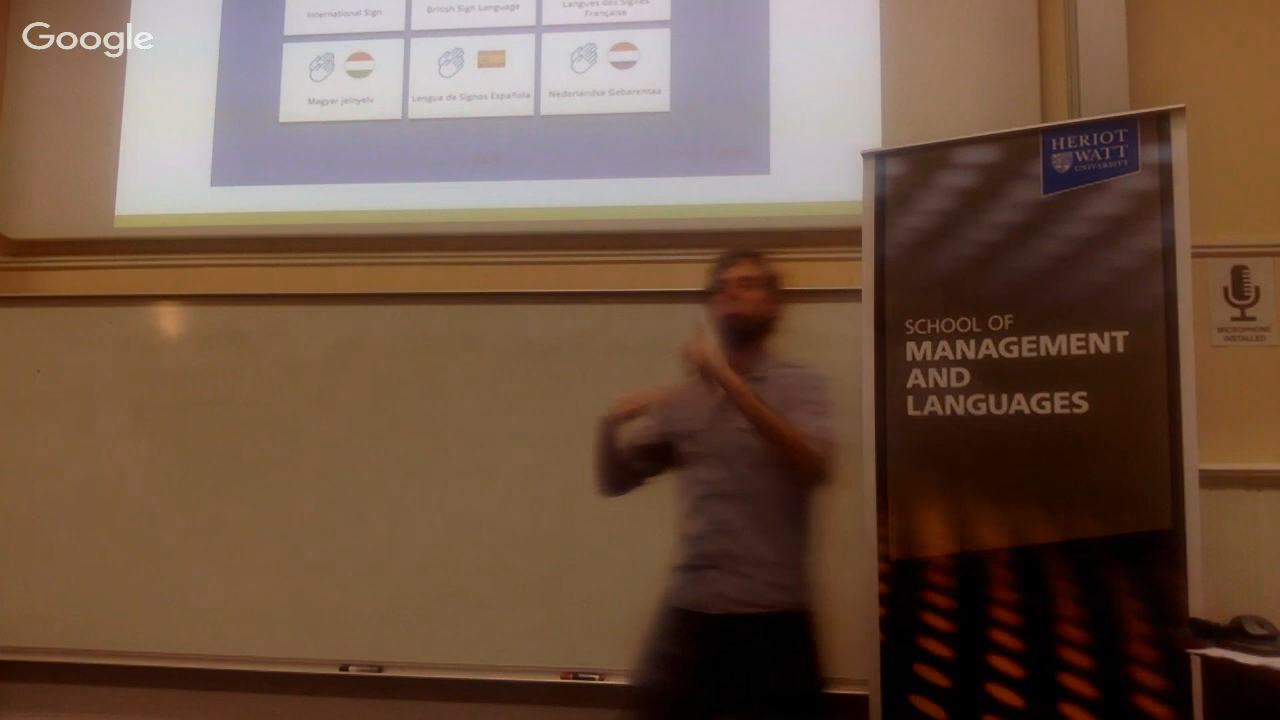 Google
International Sign
British Sign Language
Langues des Signes
Française
Magyar jelnyelv
Lengua de Signos Española
Nederlandse Gebarentaa
HERIOT
WATT
UNIVERSITY
SCHOOL OF
MANAGEMENT
AND
LANGUAGES
MICROPHONE
INSTALLED